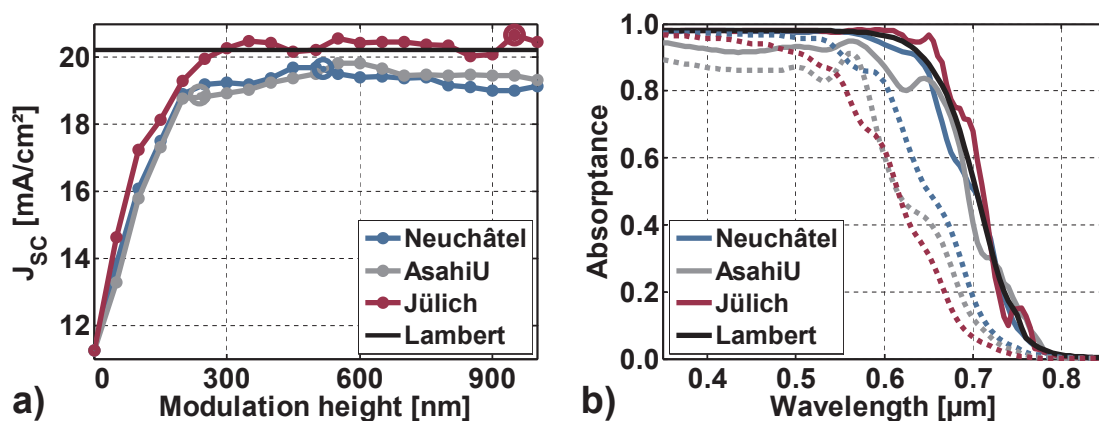 20
18
16
14
12
J_SC [mA/cm²]
Neuchâtel
AsahiU
Jülich
Lambert
0 300 600 900
Modulation height [nm]
a)
1.0
0.8
0.6
0.4
0.2
0.0
Absorptance
Neuchâtel
AsahiU
Jülich
Lambert
0.4 0.5 0.6 0.7 0.8
Wavelength [µm]
b)